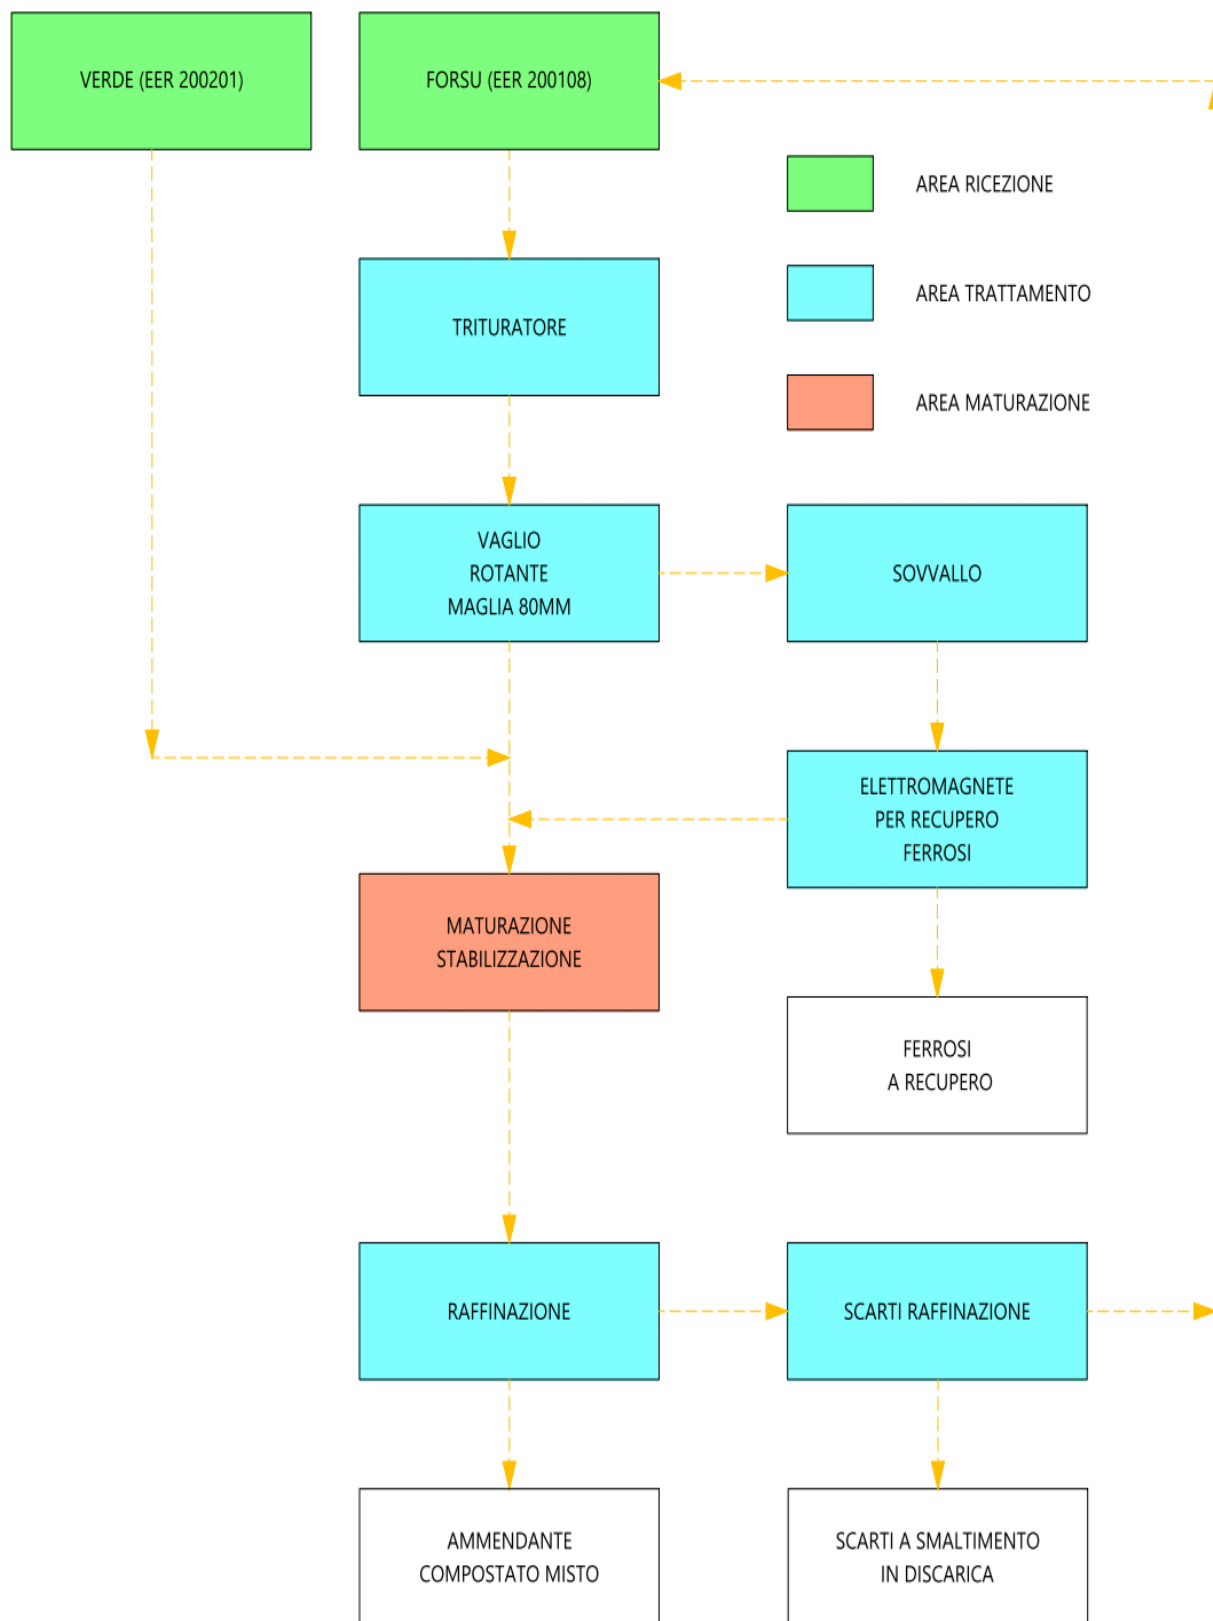 VERDE (EER 200201)
FORSU (EER 200108)
AREA RICEZIONE
AREA TRATTAMENTO
TRITURATORE
AREA MATURAZIONE
VAGLIO
ROTANTE
MAGLIA 80MM
SOVVALLO
ELETTROMAGNETE
PER RECUPERO
FERROSI
MATURAZIONE
STABILIZZAZIONE
FERROSI
A RECUPERO
RAFFINAZIONE
SCARTI RAFFINAZIONE
AMMENDANTE
COMPOSTATO MISTO
SCARTI A SMALTIMENTO
IN DISCARICA